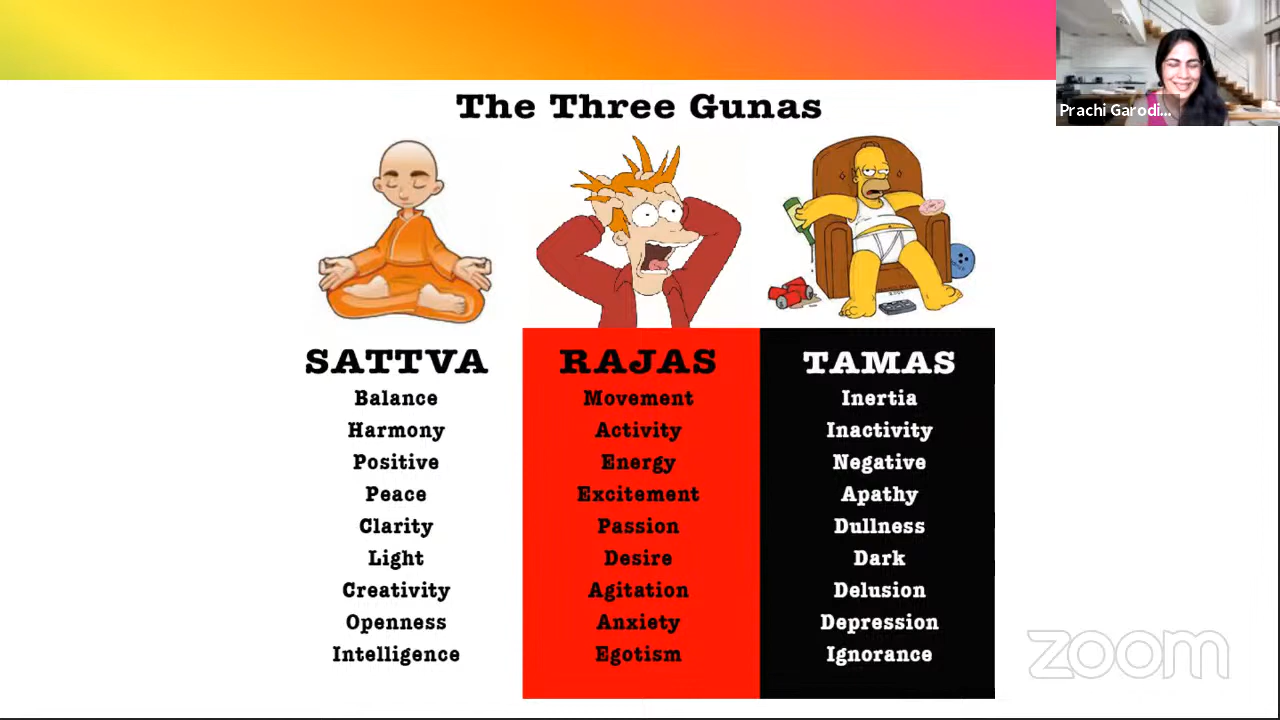 The Three Gunas
Prachi Garodi...
SATTVA
Balance
Harmony
Positive
Peace
Clarity
Light
Creativity
Openness
Intelligence
RAJAS
Movement
Activity
Energy
Excitement
Passion
Desire
Agitation
Anxiety
Egotism
TAMAS
Inertia
Inactivity
Negative
Apathy
Dullness
Dark
Delusion
Depression
Ignorance
zoom